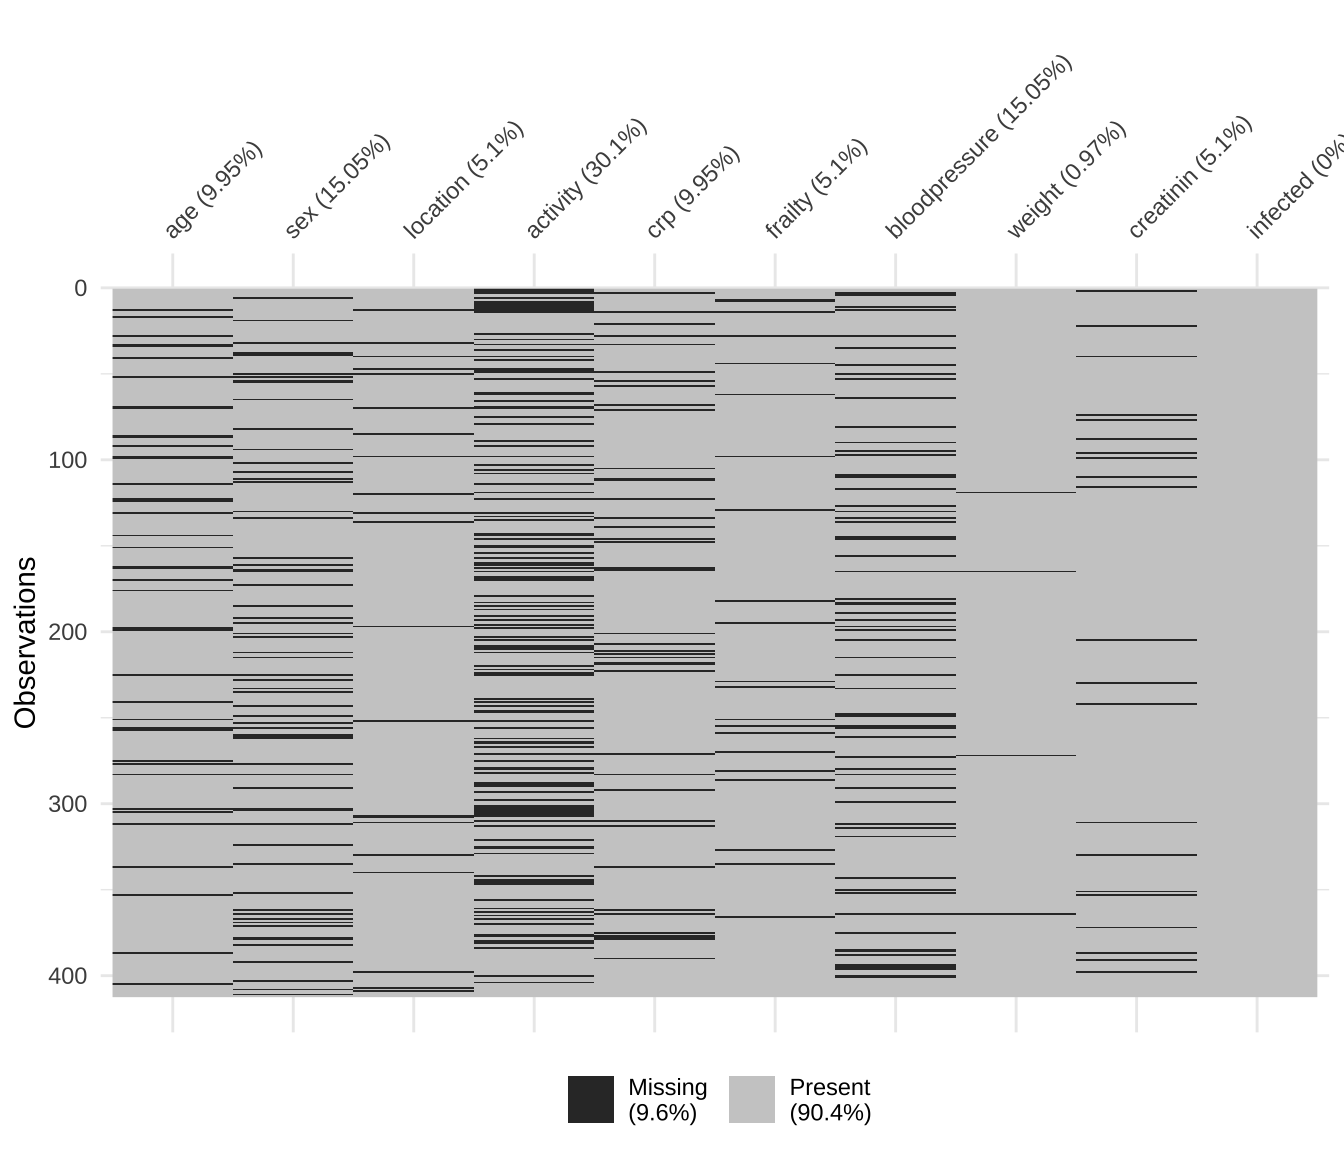 age (9.95%)
sex (15.05%)
location (5.1%)
activity (30.1%)
crp (9.95%)
frailty (5.1%)
bloodpressure (15.05%)
weight (0.97%)
creatinin (5.1%)
infected (0%
0
100
200
300
400
Observations
Missing
(9.6%)
Present
(90.4%)